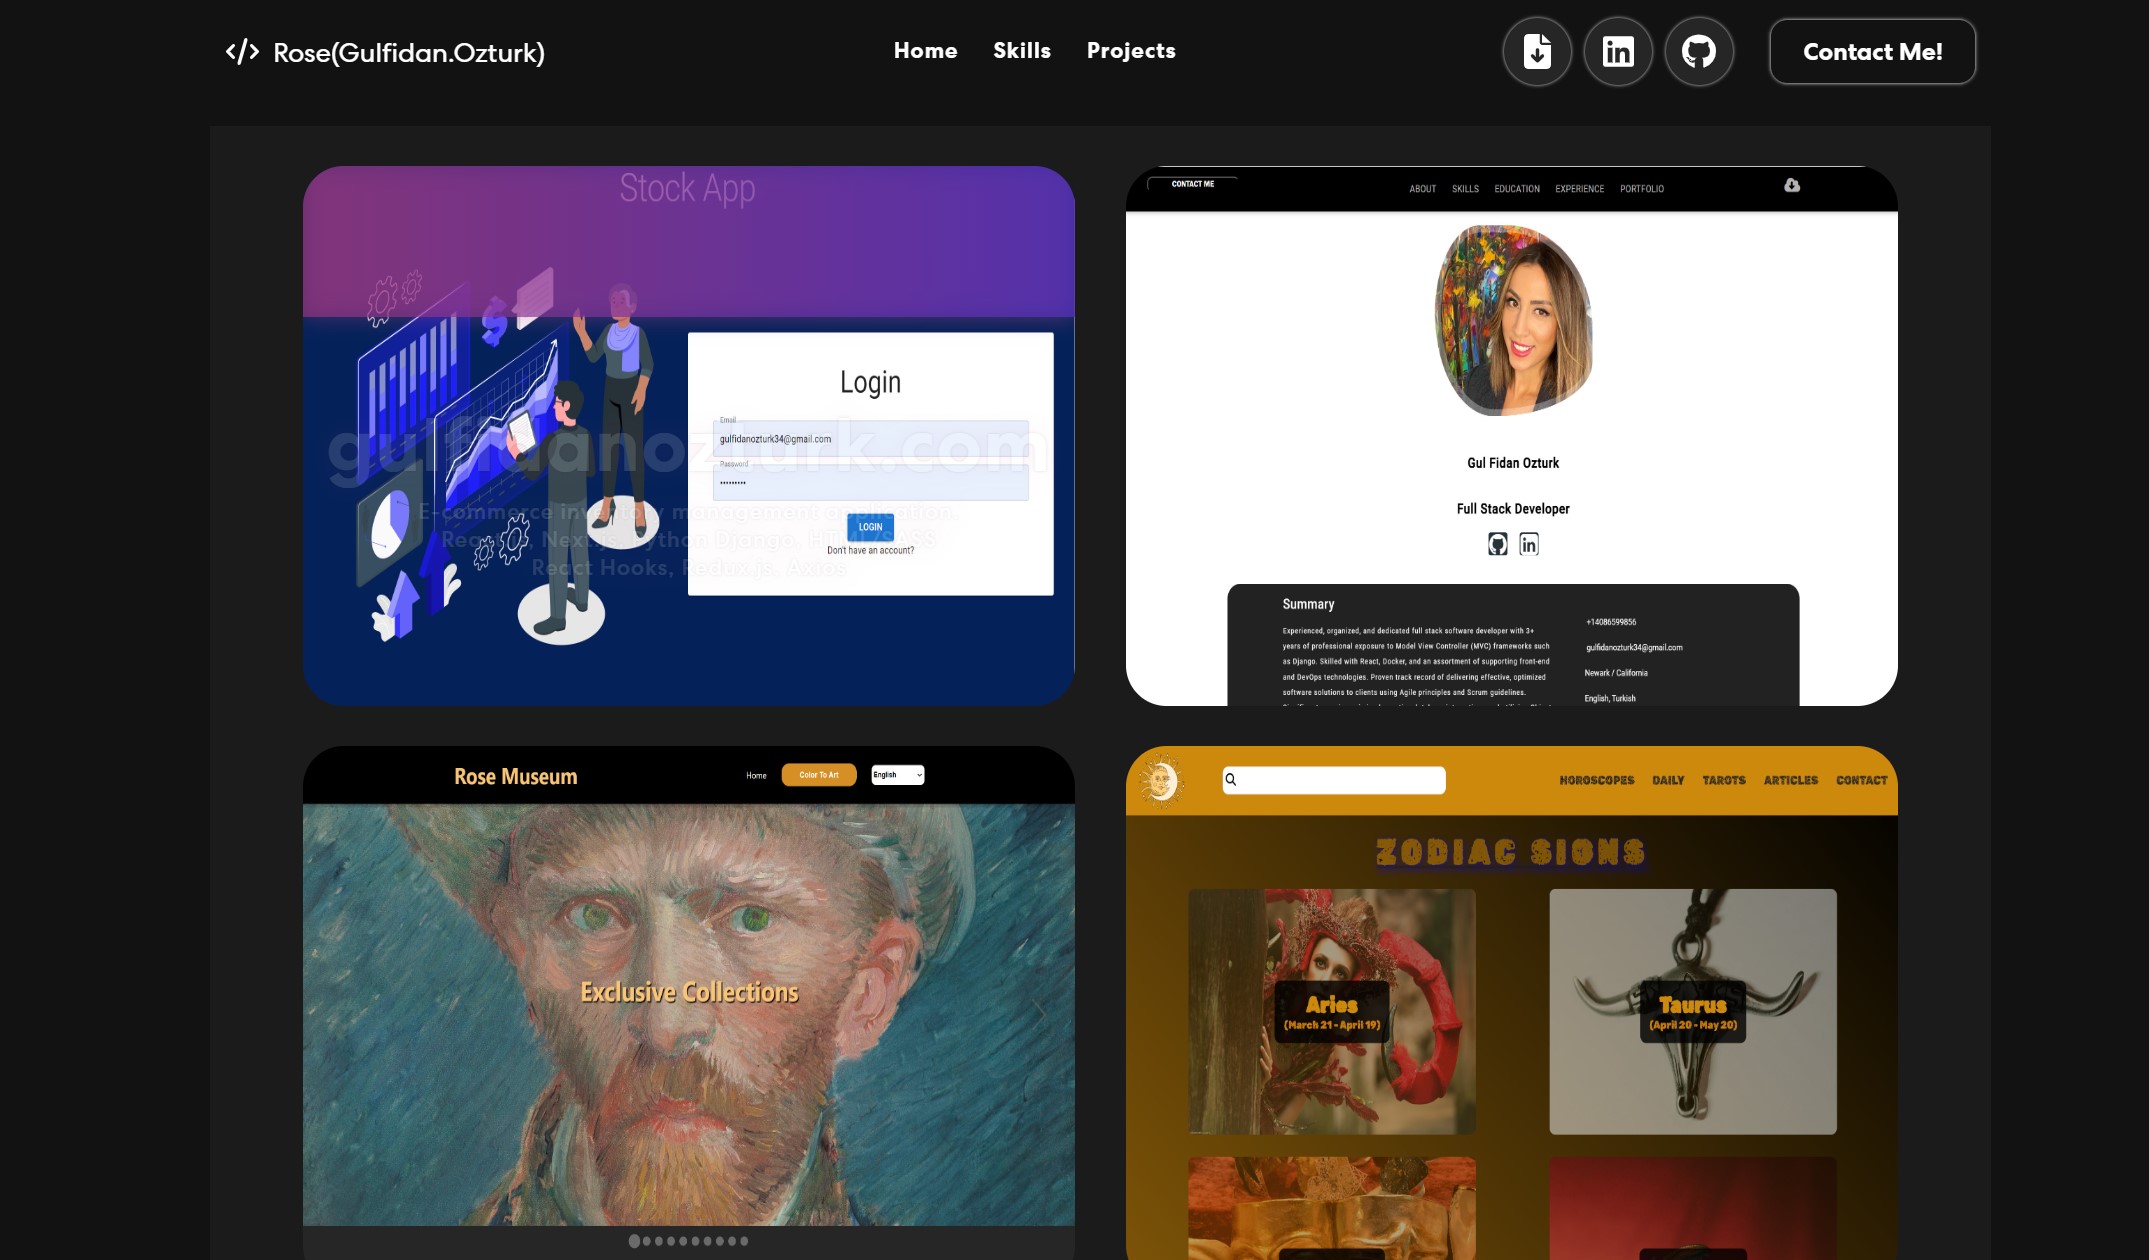 Rose(Gulfidan.Ozturk)
Home Skills Projects
Contact Me!
Stock App
Login
Email
gulfidanozturk34@gmail.com
Password
gulfidanozturk.com
E-commerce inventory management application.
React.js, Next.js, Python Django, HTML/SASS
React Hooks, Redux.js, Axios
LOGIN
Don't have an account?
CONTACT ME
ABOUT SKILLS EDUCATION EXPERIENCE PORTFOLIO
Gul Fidan Ozturk
Full Stack Developer
Summary
Experienced, organized, and dedicated full stack software developer with 3+
years of professional exposure to Model View Controller (MVC) frameworks such
as Django. Skilled with React, Docker, and an assortment of supporting front-end
and DevOps technologies. Proven track record of delivering effective, optimized
software solutions to clients using Agile principles and Scrum guidelines.
+14086599856
gulfidanozturk34@gmail.com
Newark / California
English, Turkish
Rose Museum
Home
Color To Art
English
Exclusive Collections
HOROSCOPES DAILY TAROTS ARTICLES CONTACT
ZODIAC SIGNS
Aries
(March 21 - April 19)
Taurus
(April 20 - May 20)